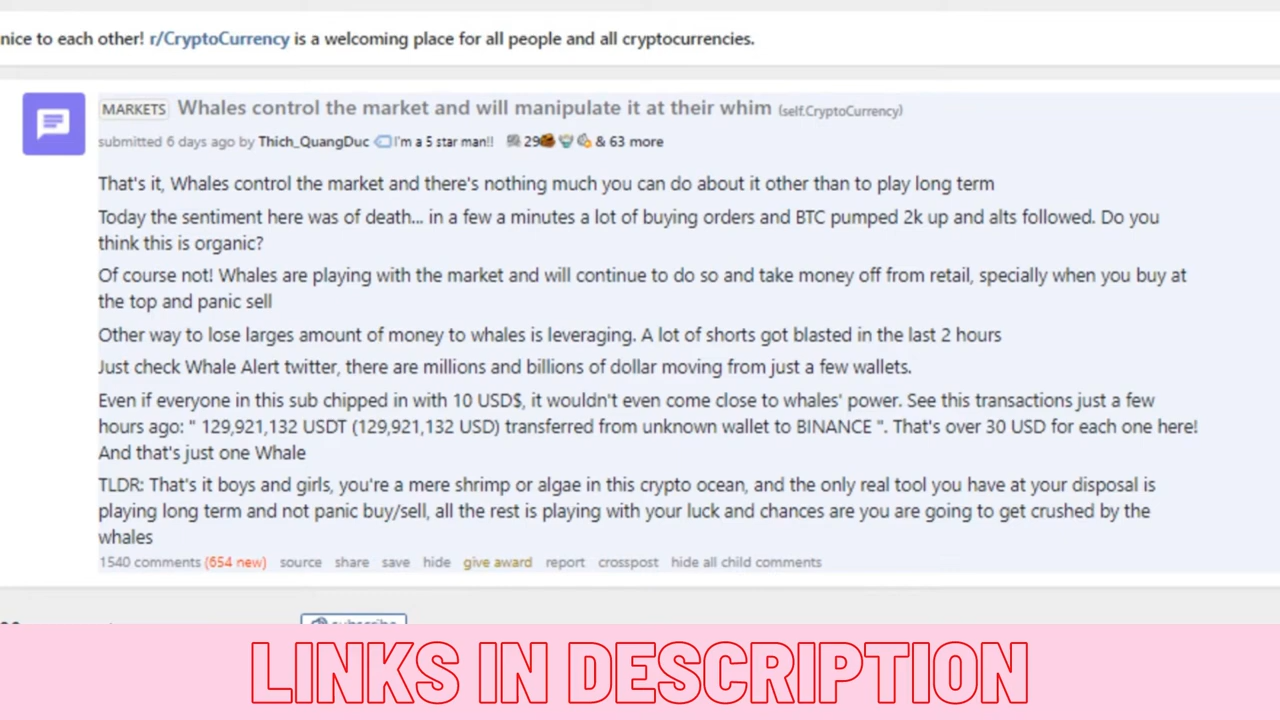 nice to each other! r/CryptoCurrency is a welcoming place for all people and all cryptocurrencies.
MARKETS Whales control the market and will manipulate it at their whim (self.CryptoCurrency)
submitted 6 days ago by Thich_QuangDuc I'm a 5 star man!! 29 & 63 more
That's it, Whales control the market and there's nothing much you can do about it other than to play long term
Today the sentiment here was of death... in a few a minutes a lot of buying orders and BTC pumped 2k up and alts followed. Do you
think this is organic?
Of course not! Whales are playing with the market and will continue to do so and take money off from retail, specially when you buy at
the top and panic sell
Other way to lose larges amount of money to whales is leveraging. A lot of shorts got blasted in the last 2 hours
Just check Whale Alert twitter, there are millions and billions of dollar moving from just a few wallets.
Even if everyone in this sub chipped in with 10 USD$, it wouldn't even come close to whales' power. See this transactions just a few
hours ago: " 129,921,132 USDT (129,921,132 USD) transferred from unknown wallet to BINANCE ". That's over 30 USD for each one here!
And that's just one Whale
TLDR: That's it boys and girls, you're a mere shrimp or algae in this crypto ocean, and the only real tool you have at your disposal is
playing long term and not panic buy/sell, all the rest is playing with your luck and chances are you are going to get crushed by the
whales
1540 comments (654 new) source share save hide give award report crosspost hide all child comments
LINKS IN DESCRIPTION